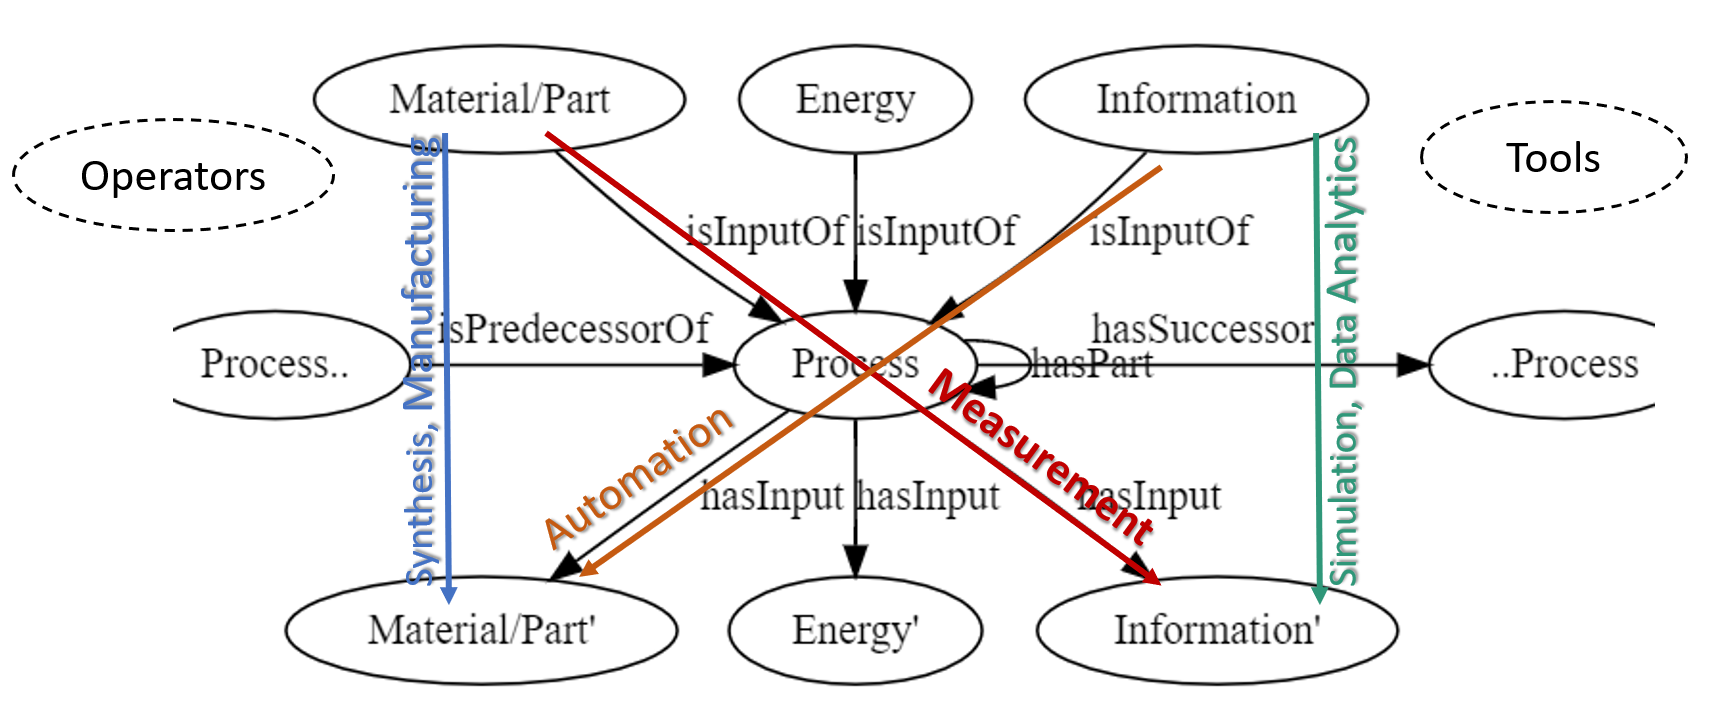 Material/Part
Energy
Information
Operators
Tools
isInputOf
isInputOf
isInputOf
Synthesis, Manufacturing
Simulation, Data Analytics
isPredecessorOf
hasSuccessor
Process..
Process
hasPart
..Process
Automation
Measurement
hasInput
hasInput
hasInput
Material/Part'
Energy'
Information'